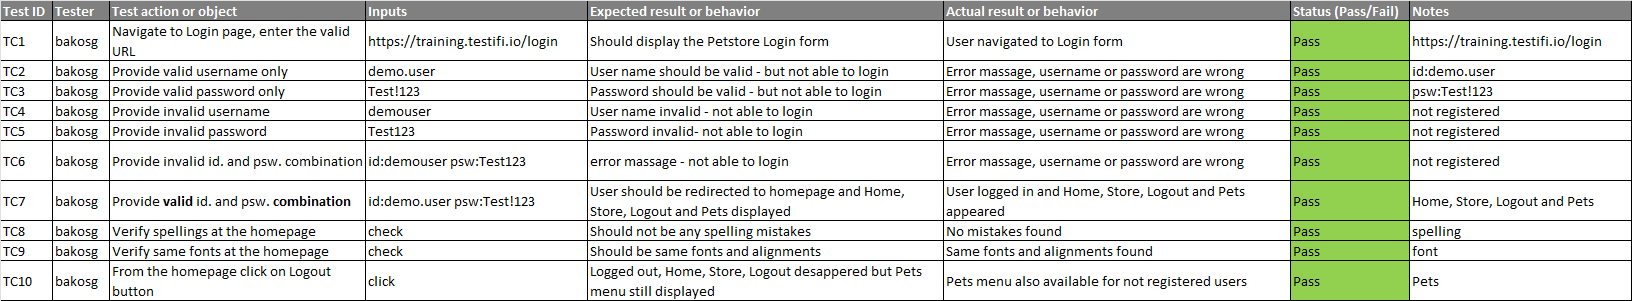 Test ID Tester Test action or object Inputs Expected result or behavior Actual result or behavior Status (Pass/Fail) Notes
TC1 bakosg Navigate to Login page, enter the valid URL https://training.testifi.io/login Should display the Petstore Login form User navigated to Login form Pass https://training.testifi.io/login
TC2 bakosg Provide valid username only demo.user User name should be valid - but not able to login Error massage, username or password are wrong Pass id:demo.user
TC3 bakosg Provide valid password only Test!123 Password should be valid - but not able to login Error massage, username or password are wrong Pass psw:Test!123
TC4 bakosg Provide invalid username demouser User name invalid - not able to login Error massage, username or password are wrong Pass not registered
TC5 bakosg Provide invalid password Test123 Password invalid- not able to login Error massage, username or password are wrong Pass not registered
TC6 bakosg Provide invalid id. and psw. combination id:demouser psw:Test123 error massage - not able to login Error massage, username or password are wrong Pass not registered
TC7 bakosg Provide valid id. and psw. combination id:demo.user psw:Test!123 User should be redirected to homepage and Home, Store, Logout and Pets displayed User logged in and Home, Store, Logout and Pets appeared Pass Home, Store, Logout and Pets
TC8 bakosg Verify spellings at the homepage check Should not be any spelling mistakes No mistakes found Pass spelling
TC9 bakosg Verify same fonts at the homepage check Should be same fonts and alignments Same fonts and alignments found Pass font
TC10 bakosg From the homepage click on Logout button click Logged out, Home, Store, Logout desappered but Pets menu still displayed Pets menu also available for not registered users Pass Pets